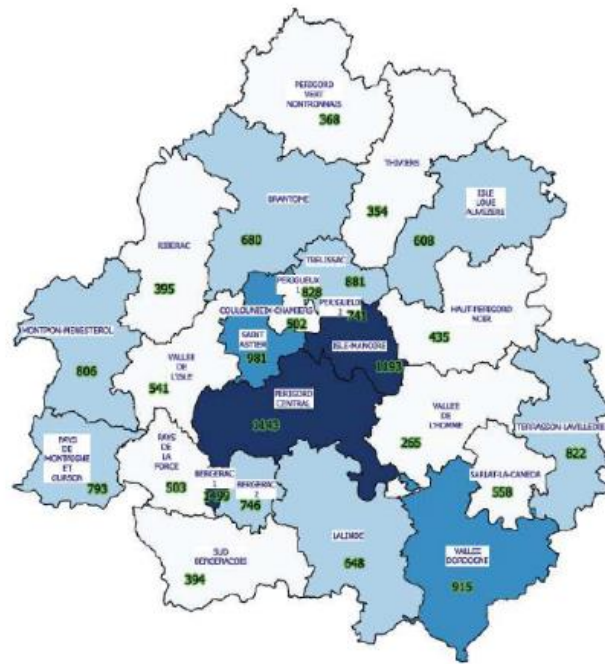 PERIGORD
VERT
NONTRONNAIS
368
THIVIERS
354
ISLE
LOUE
AUVEZERE
608
BRANTOME
680
RIBERAC
395
TRELISSAC
881
PERIGUEUX
1
828
PERIGUEUX 2
741
COULOUNIEIX-CHAMIERS
502
HAUT-PERIGORD
NOIR
435
MONTPON-MENESTEROL
806
SAINT
ASTIER
981
ISLE-MANOIRE
1193
VALLEE
DE
L'ISLE
541
PERIGORD
CENTRAL
1143
VALLEE
DE
L'HOMME
265
TERRASSON-LAVILLEDIEU
822
PAYS
DE
MONTAIGNE
ET
GURSON
793
PAYS
DE
LA
FORCE
503
BERGERAC
1
BERGERAC
2
746
SARLAT-LA-CANEDA
558
LALINDE
648
SUD
BERGERACOIS
394
VALLEE
DORDOGNE
915